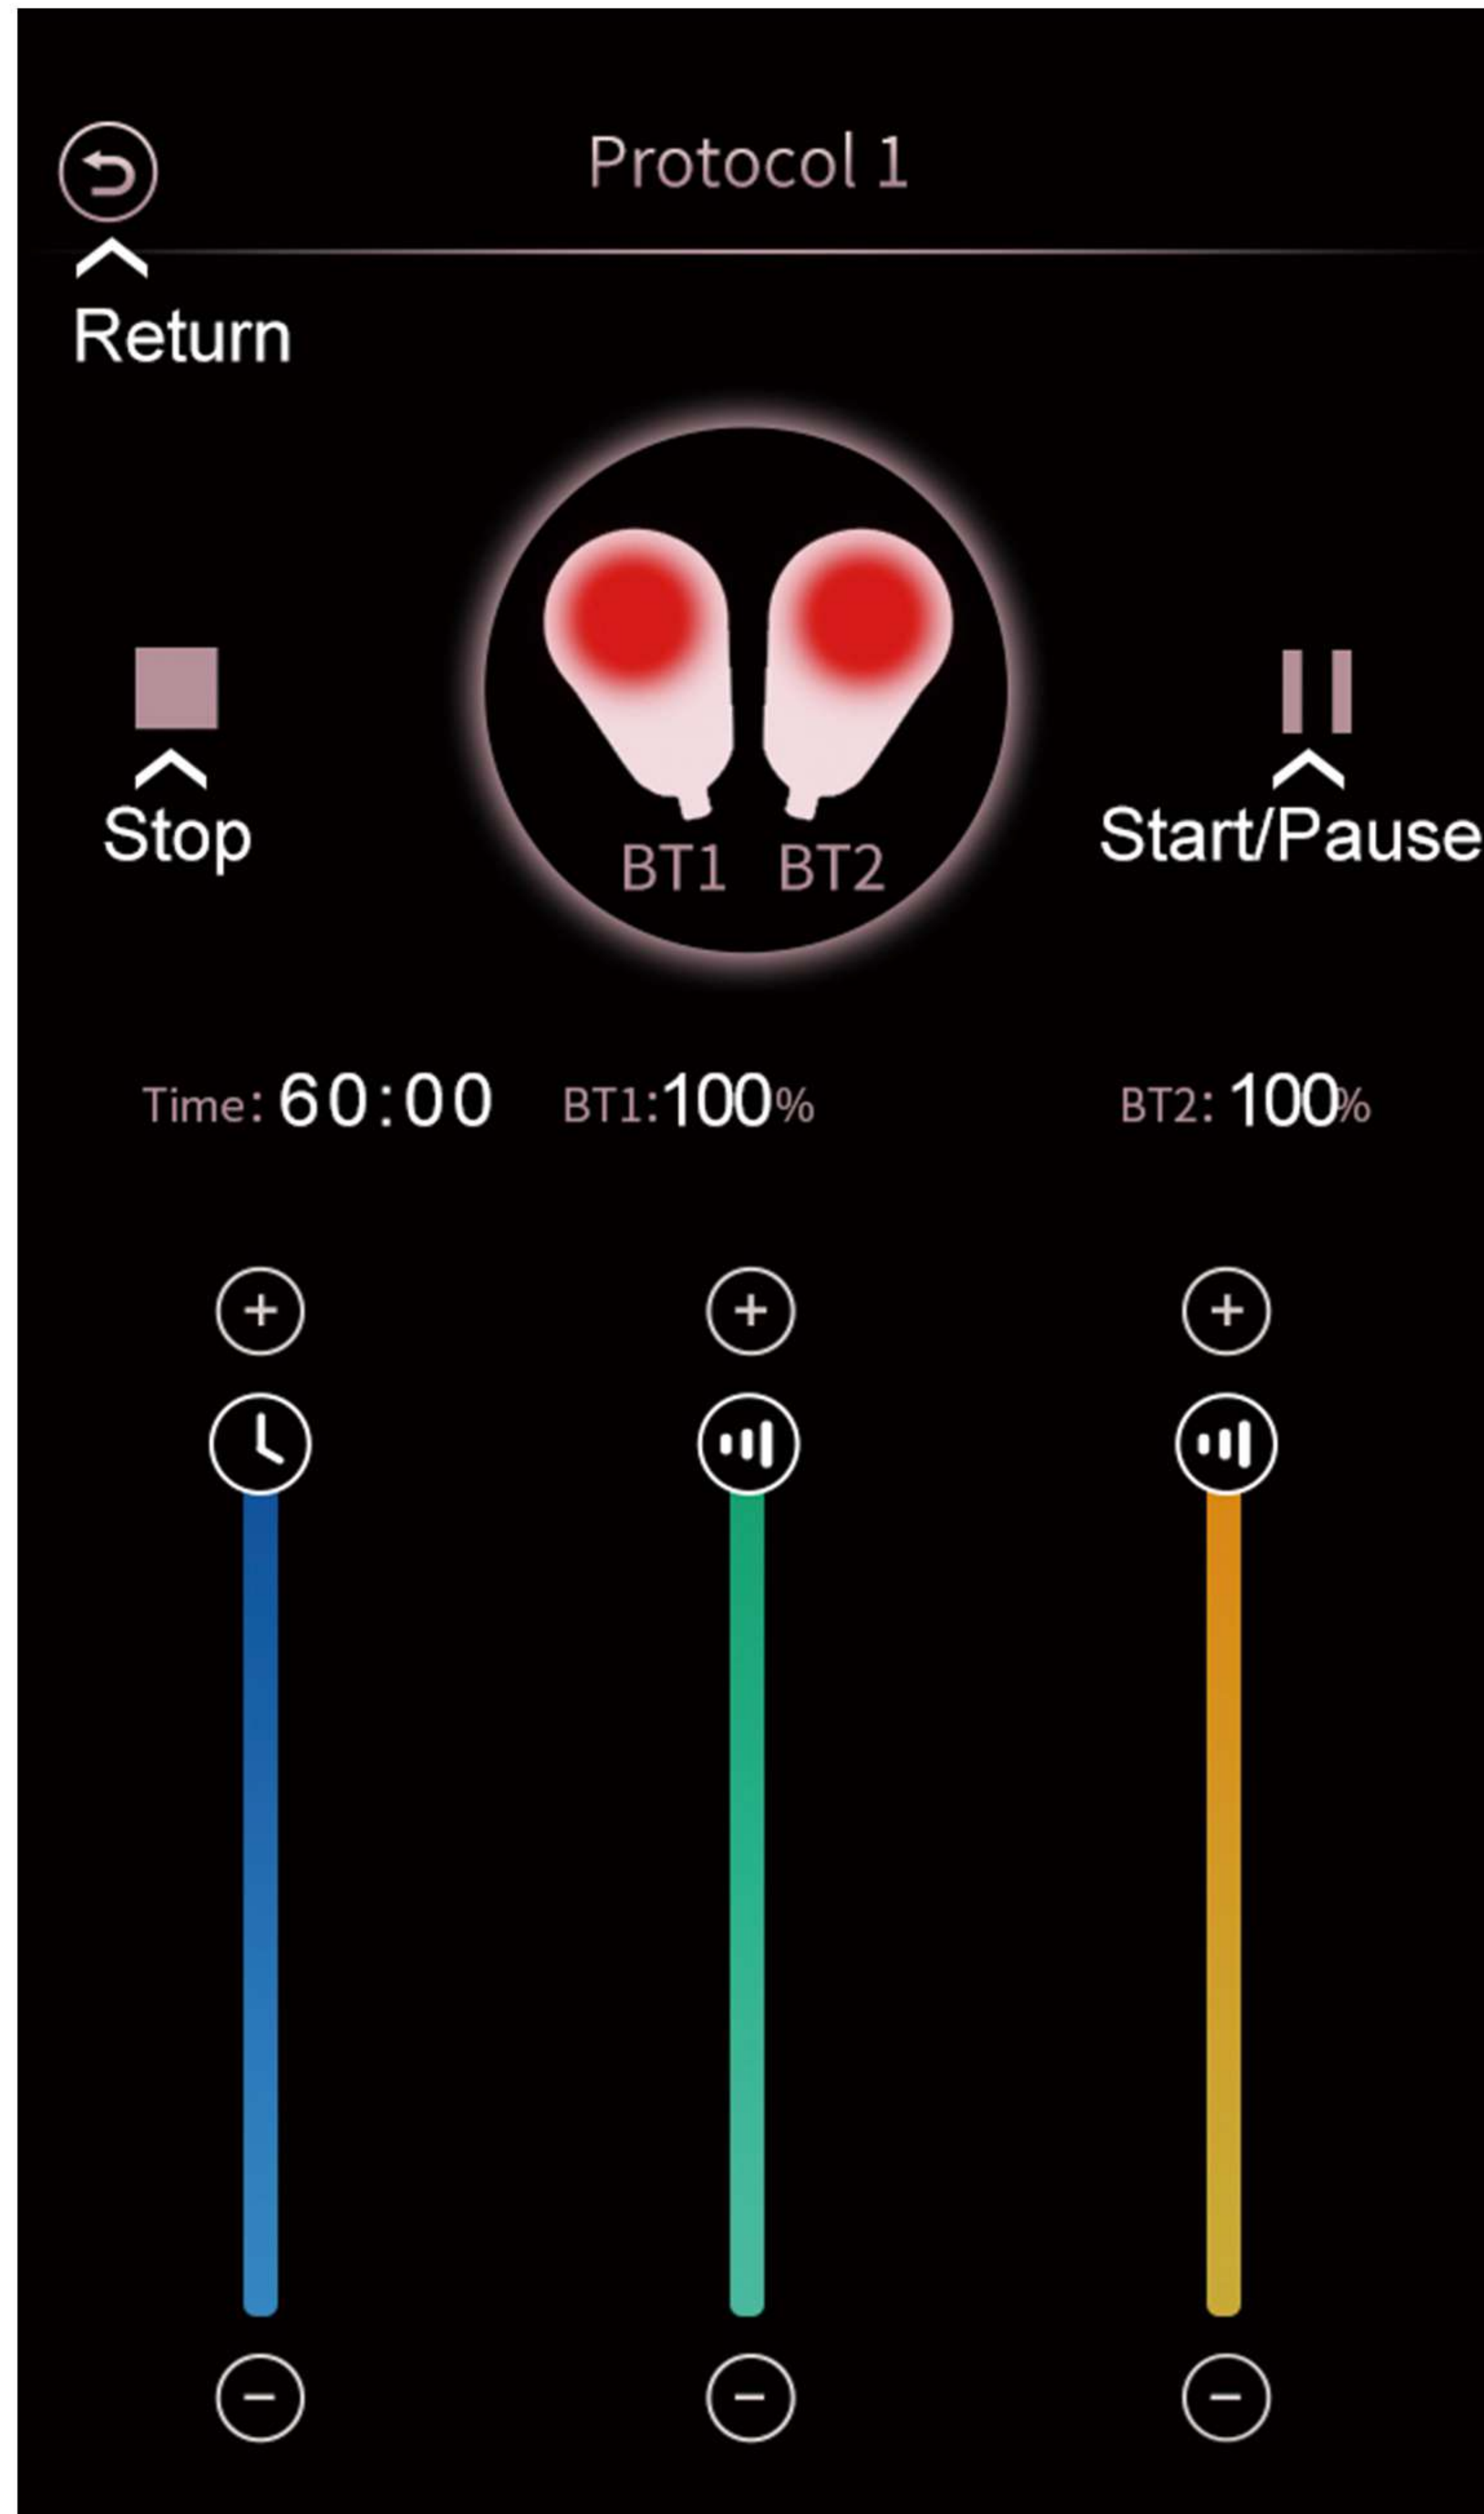 Protocol 1
Return
Stop
BT1 BT2
Start/Pause
Time: 60:00 BT1:100% BT2: 100%